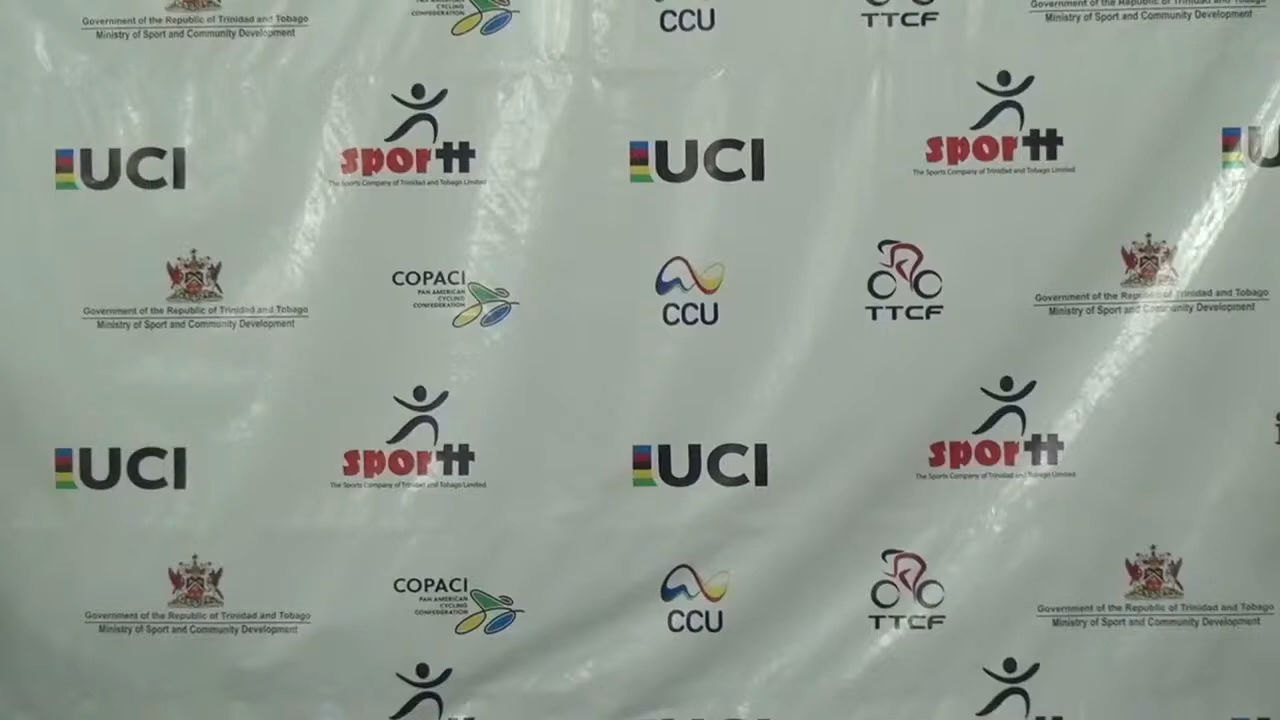 Government of the Republic of Trinidad and Tobago
Ministry of Sport and Community Development
CYCLING
CONFEDERATION
CCU
TTCF
Government of the Republic of Trinidad and Tobago
Ministry of Sport and Community Development
UCI
sportt
The Sports Company of Trinidad and Tobago Limited
UCI
sportt
The Sports Company of Trinidad and Tobago Limited
U
Government of the Republic of Trinidad and Tobago
Ministry of Sport and Community Development
COPACI
PAN AMERICAN
CYCLING
CONFEDERATION
CCU
TTCF
Government of the Republic of Trinidad and Tobago
Ministry of Sport and Community Development
UCI
sportt
The Sports Company of Trinidad and Tobago Limited
UCI
sportt
The Sports Company of Trinidad and Tobago Limited
Government of the Republic of Trinidad and Tobago
Ministry of Sport and Community Development
COPACI
PAN AMERICAN
CYCLING
CONFEDERATION
CCU
TTCF
Government of the Republic of Trinidad and Tobago
Ministry of Sport and Community Development